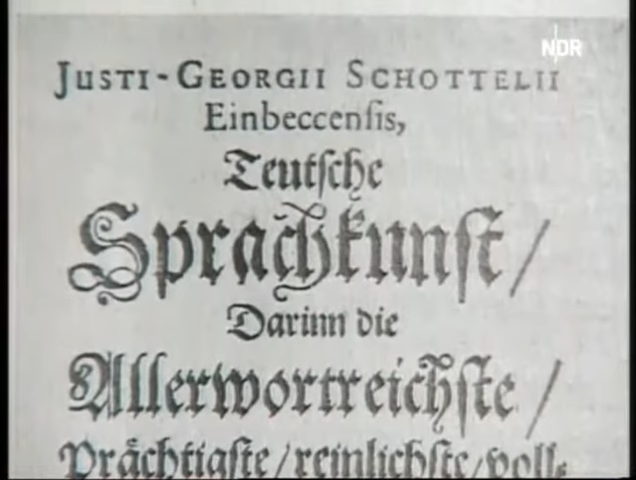 NDR
JUSTI-GEORGII SCHOTTELII
Einbeccenſis,
Teutſche
Sprachkunſt/
Darinn die
Allerwortreichſte/
Prächtigſte/reinlichſte/voll⸗